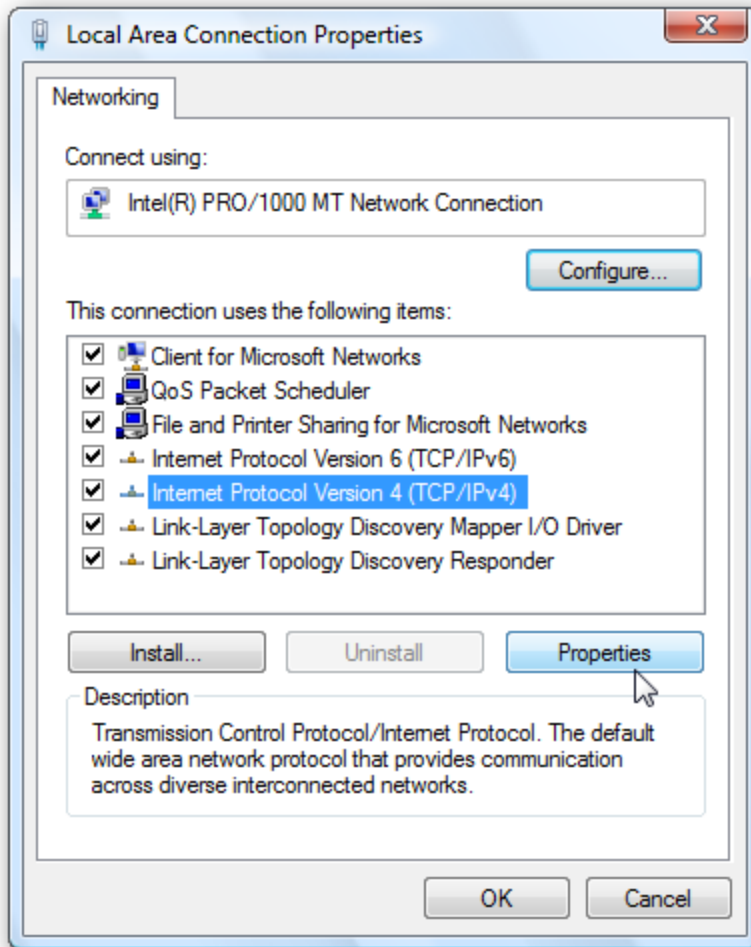 Local Area Connection Properties
Networking
Connect using:
Intel(R) PRO/1000 MT Network Connection
Configure...
This connection uses the following items:
Client for Microsoft Networks
QoS Packet Scheduler
File and Printer Sharing for Microsoft Networks
Internet Protocol Version 6 (TCP/IPv6)
Internet Protocol Version 4 (TCP/IPv4)
Link-Layer Topology Discovery Mapper I/O Driver
Link-Layer Topology Discovery Responder
Install... Uninstall Properties
Description
Transmission Control Protocol/Internet Protocol. The default
wide area network protocol that provides communication
across diverse interconnected networks.
OK Cancel